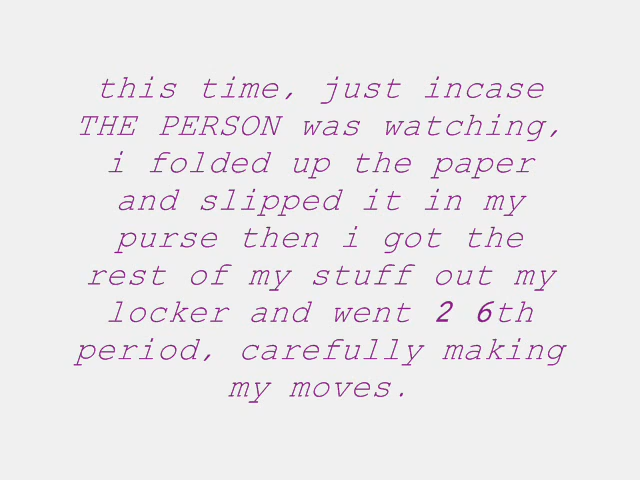 this time, just incase
THE PERSON was watching,
i folded up the paper
and slipped it in my
purse then i got the
rest of my stuff out my
locker and went 2 6th
period, carefully making
my moves.